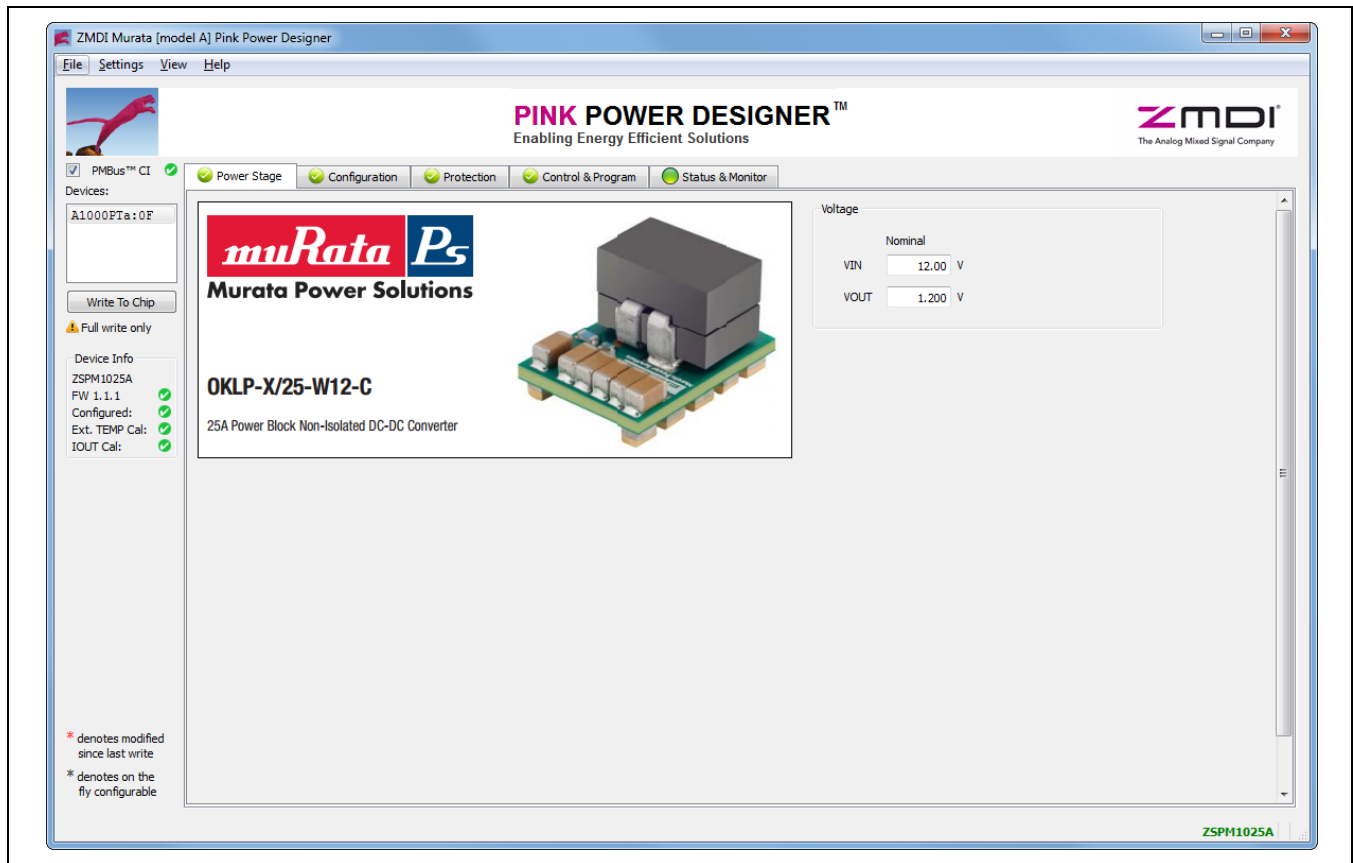 ZMDI Murata [model A] Pink Power Designer
File Settings View Help
PINK POWER DESIGNER™
Enabling Energy Efficient Solutions
ZMDI®
The Analog Mixed Signal Company
PMBus™ CI
Devices:
A1000PTa:0F
Write To Chip
Full write only
Device Info
ZSPM1025A
FW 1.1.1
Configured:
Ext. TEMP Cal:
IOUT Cal:
* denotes modified
since last write
* denotes on the
fly configurable
Power Stage Configuration Protection Control & Program Status & Monitor
muRata Ps
Murata Power Solutions
OKLP-X/25-W12-C
25A Power Block Non-Isolated DC-DC Converter
Voltage
Nominal
VIN 12.00 V
VOUT 1.200 V
ZSPM1025A